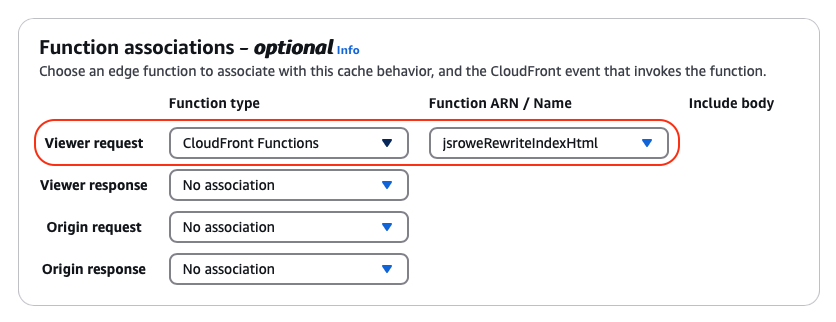 Function associations – optional Info
Choose an edge function to associate with this cache behavior, and the CloudFront event that invokes the function.
Function type Function ARN / Name Include body
Viewer request CloudFront Functions jsroweRewriteIndexHtml
Viewer response No association
Origin request No association
Origin response No association